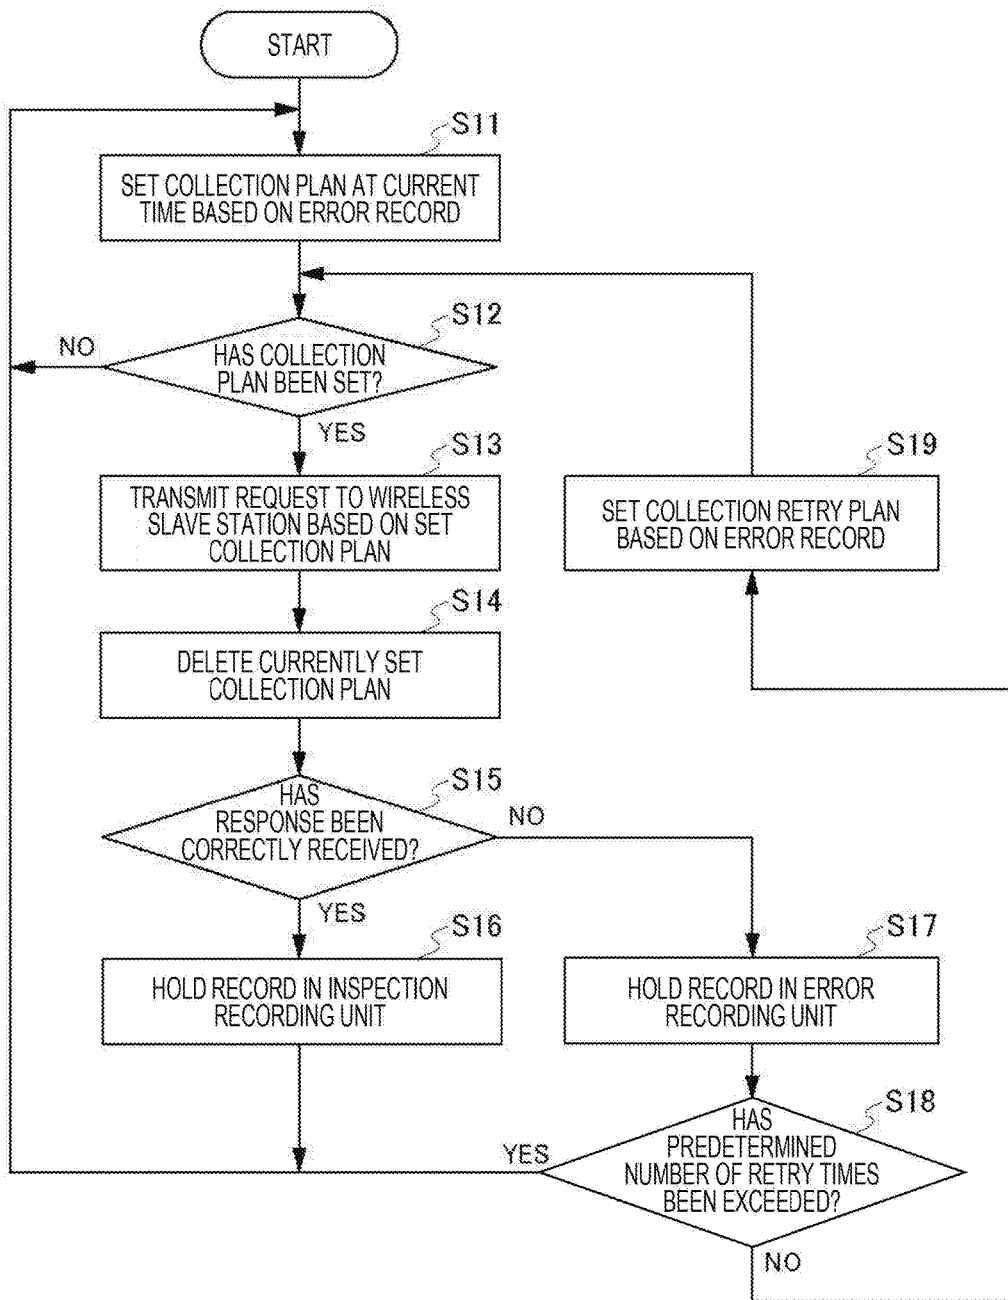 START
S11
SET COLLECTION PLAN AT CURRENT
TIME BASED ON ERROR RECORD
S12
NO
HAS COLLECTION
PLAN BEEN SET?
YES
S13
TRANSMIT REQUEST TO WIRELESS
SLAVE STATION BASED ON SET
COLLECTION PLAN
S19
SET COLLECTION RETRY PLAN
BASED ON ERROR RECORD
S14
DELETE CURRENTLY SET
COLLECTION PLAN
S15
HAS
RESPONSE BEEN
CORRECTLY RECEIVED?
NO
YES
S16
HOLD RECORD IN INSPECTION
RECORDING UNIT
S17
HOLD RECORD IN ERROR
RECORDING UNIT
S18
HAS
PREDETERMINED
NUMBER OF RETRY TIMES
BEEN EXCEEDED?
YES
NO